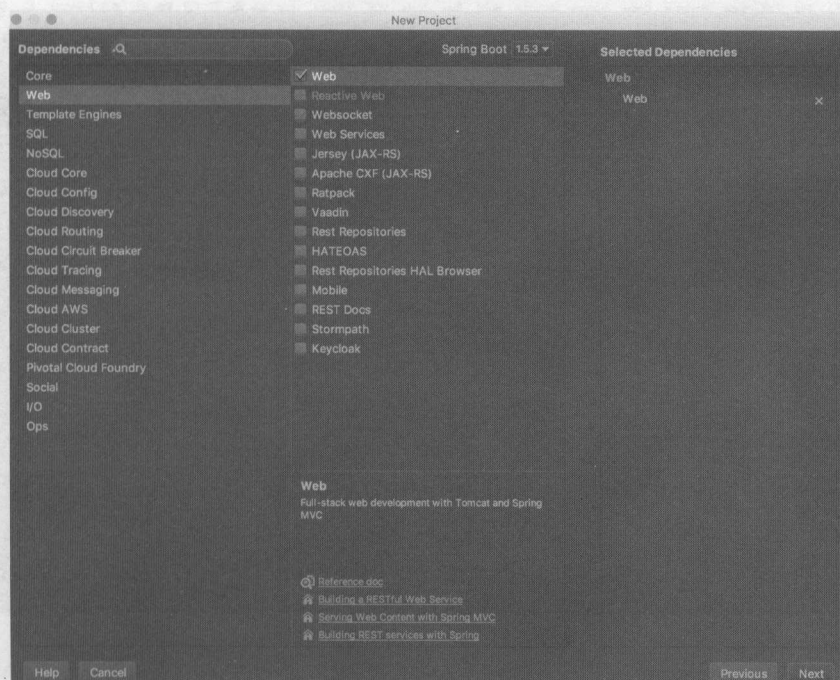 New Project
Dependencies
Spring Boot 1.5.3
Selected Dependencies
Core
Web
Template Engines
SQL
NoSQL
Cloud Core
Cloud Config
Cloud Discovery
Cloud Routing
Cloud Circuit Breaker
Cloud Tracing
Cloud Messaging
Cloud AWS
Cloud Cluster
Cloud Contract
Pivotal Cloud Foundry
Social
I/O
Ops
Web
Reactive Web
Websocket
Web Services
Jersey (JAX-RS)
Apache CXF (JAX-RS)
Ratpack
Vaadin
Rest Repositories
HATEOAS
Rest Repositories HAL Browser
Mobile
REST Docs
Stormpath
Keycloak
Web
Full-stack web development with Tomcat and Spring
MVC
Reference doc
Building a RESTful Web Service
Serving Web Content with Spring MVC
Building REST services with Spring
Web
Web
Help
Cancel
Previous
Next